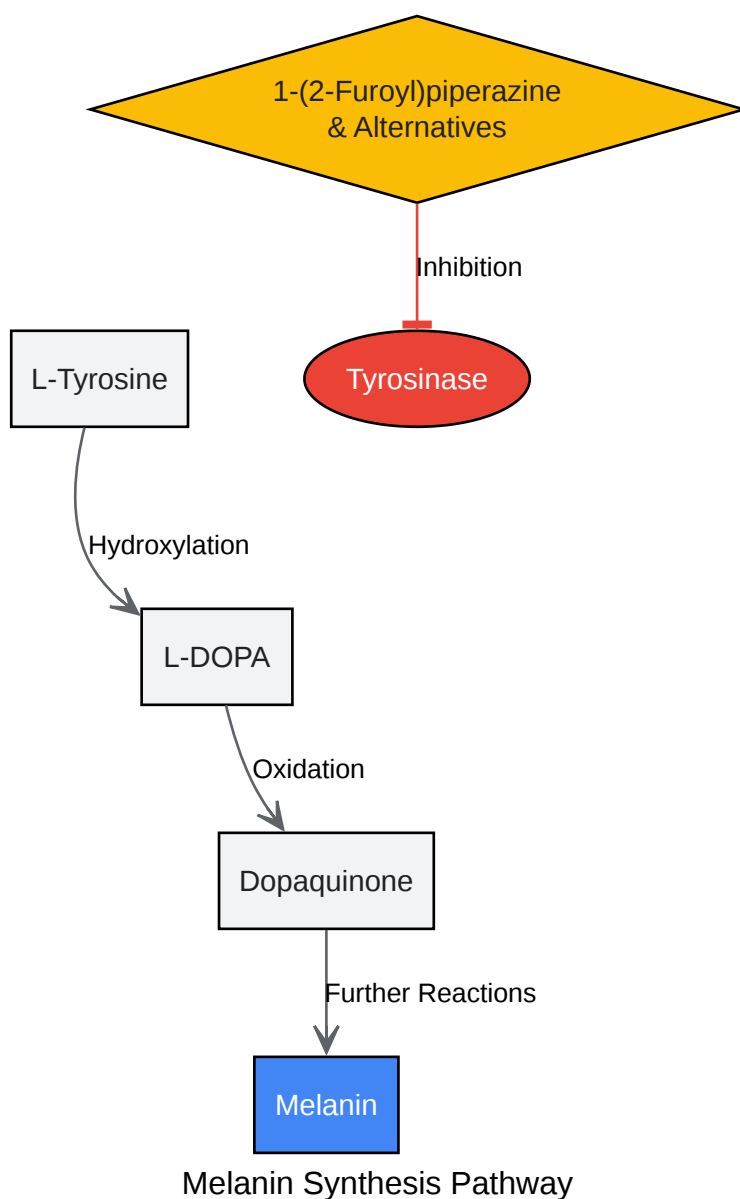 1-(2-Furoyl)piperazine
& Alternatives
Inhibition
L-Tyrosine
Tyrosinase
Hydroxylation
L-DOPA
Oxidation
Dopaquinone
Further Reactions
Melanin
Melanin Synthesis Pathway